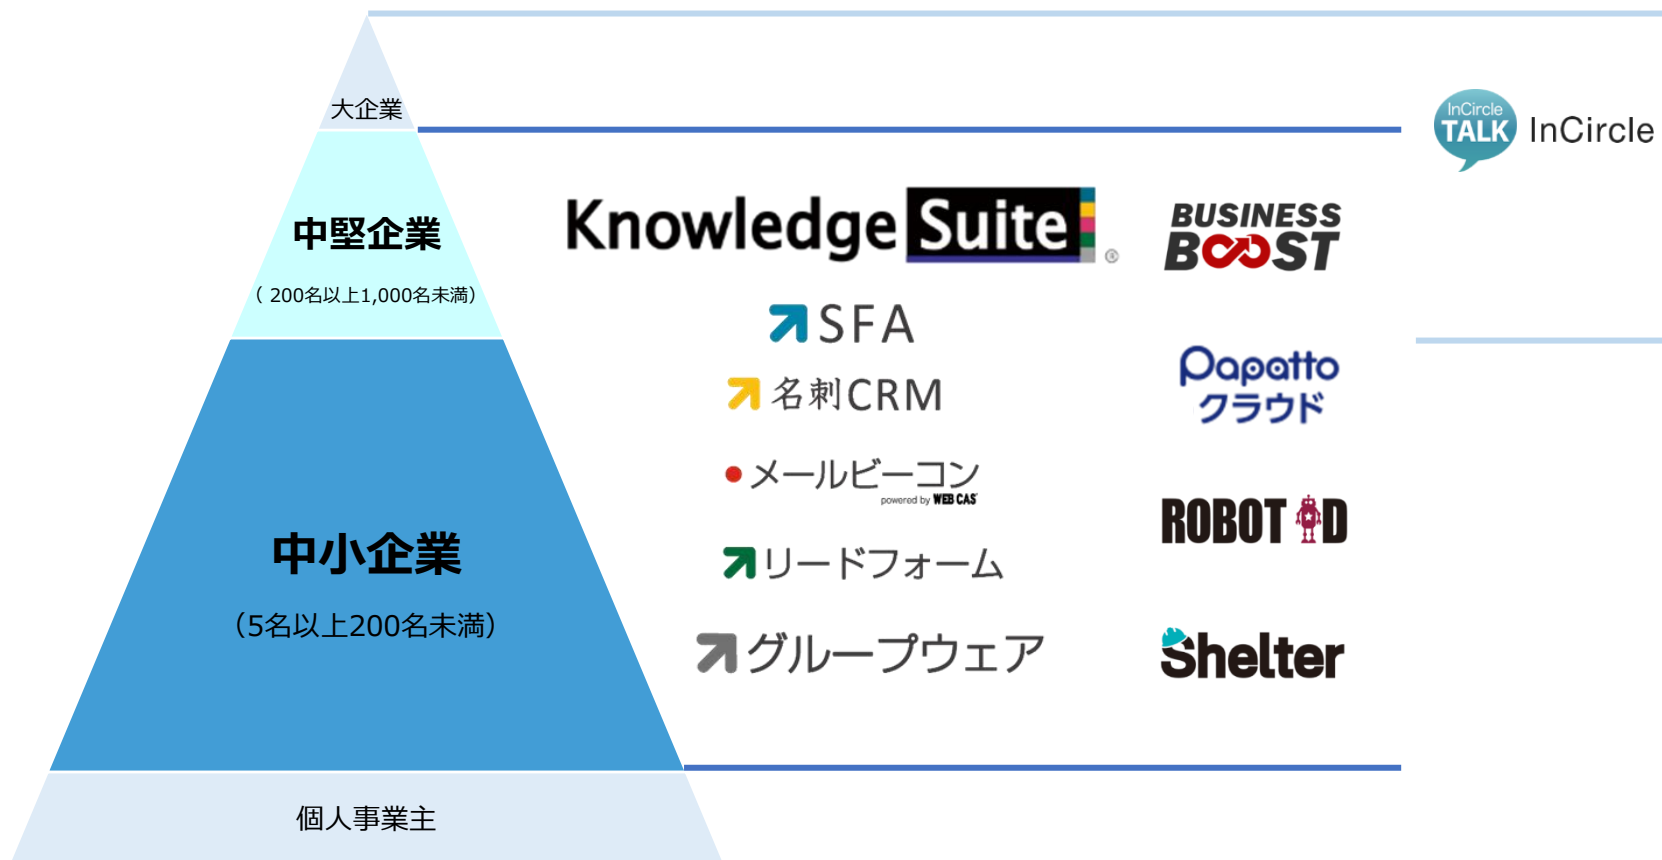 大企業
中堅企業
（ 200名以上1,000名未満）
中小企業
（5名以上200名未満）
個人事業主
Knowledge Suite ®
SFA
名刺CRM
メールビーコン
powered by WEB CAS
リードフォーム
グループウェア
BUSINESS
BOOST
Papatto
クラウド
ROBOT ID
Shelter
InCircle
TALK
InCircle